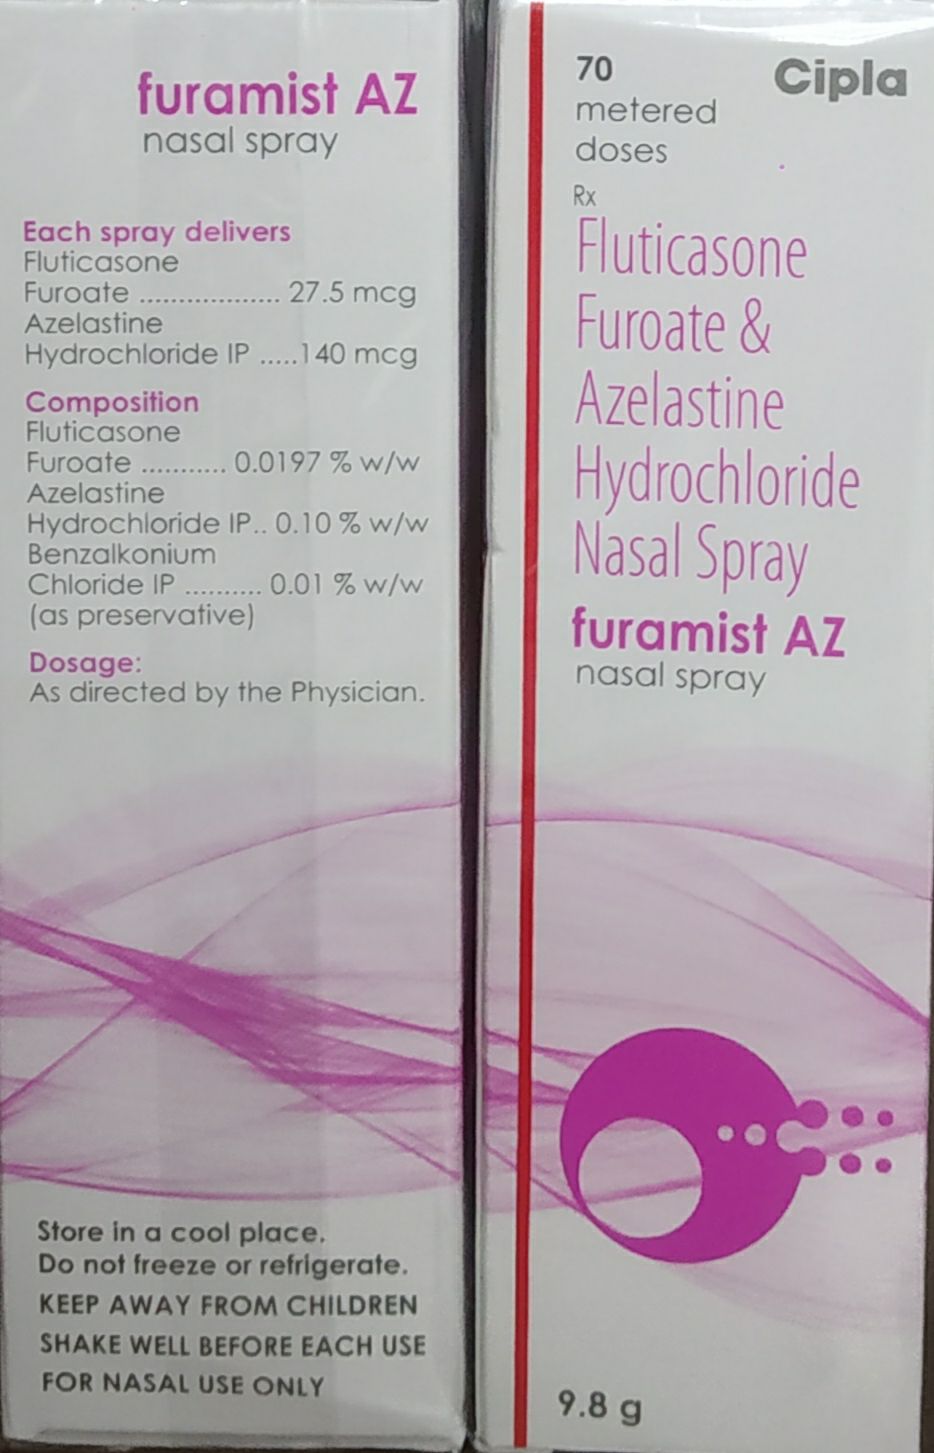 furamist AZ
nasal spray
Each spray delivers
Fluticasone
Furoate ................... 27.5 mcg
Azelastine
Hydrochloride IP .....140 mcg
Composition
Fluticasone
Furoate ........... 0.0197 % w/w
Azelastine
Hydrochloride IP.. 0.10 % w/w
Benzalkonium
Chloride IP .......... 0.01 % w/w
(as preservative)
Dosage:
As directed by the Physician.
Store in a cool place.
Do not freeze or refrigerate.
KEEP AWAY FROM CHILDREN
SHAKE WELL BEFORE EACH USE
FOR NASAL USE ONLY
70
metered
doses
Cipla
Rx
Fluticasone
Furoate &
Azelastine
Hydrochloride
Nasal Spray
furamist AZ
nasal spray
9.8 g